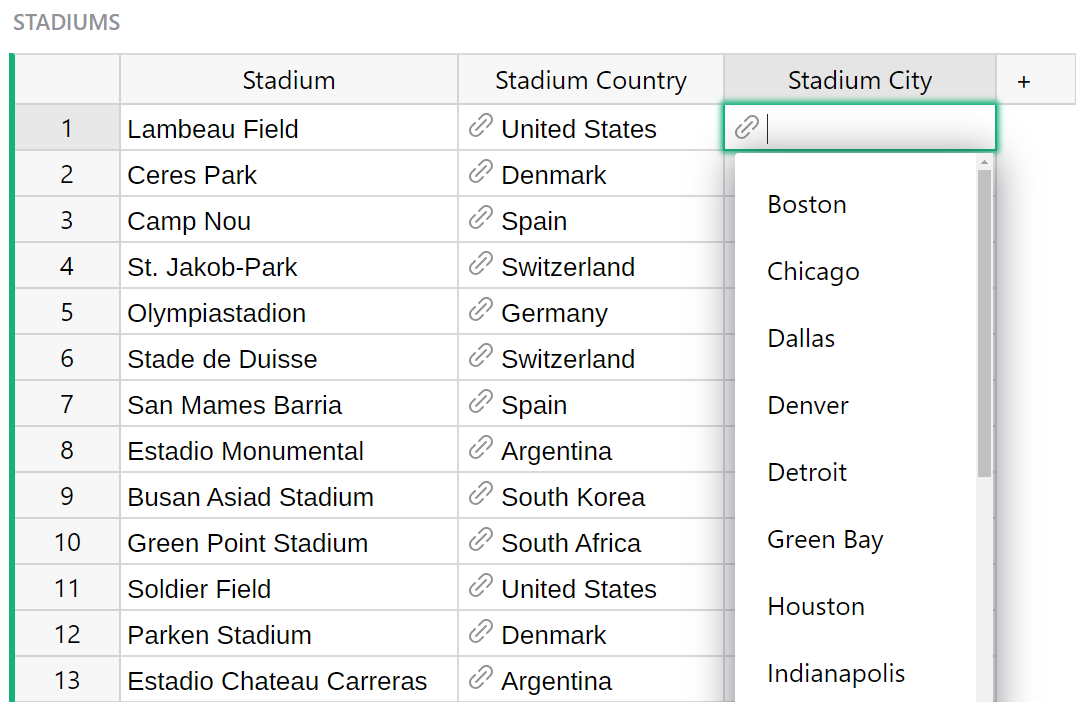 STADIUMS
Stadium Stadium Country Stadium City +
1 Lambeau Field United States
2 Ceres Park Denmark
Boston
3 Camp Nou Spain
4 St. Jakob-Park Switzerland
Chicago
5 Olympiastadion Germany
Dallas
6 Stade de Duisse Switzerland
7 San Mames Barria Spain
Denver
8 Estadio Monumental Argentina
Detroit
9 Busan Asiad Stadium South Korea
10 Green Point Stadium South Africa
Green Bay
11 Soldier Field United States
Houston
12 Parken Stadium Denmark
13 Estadio Chateau Carreras Argentina
Indianapolis